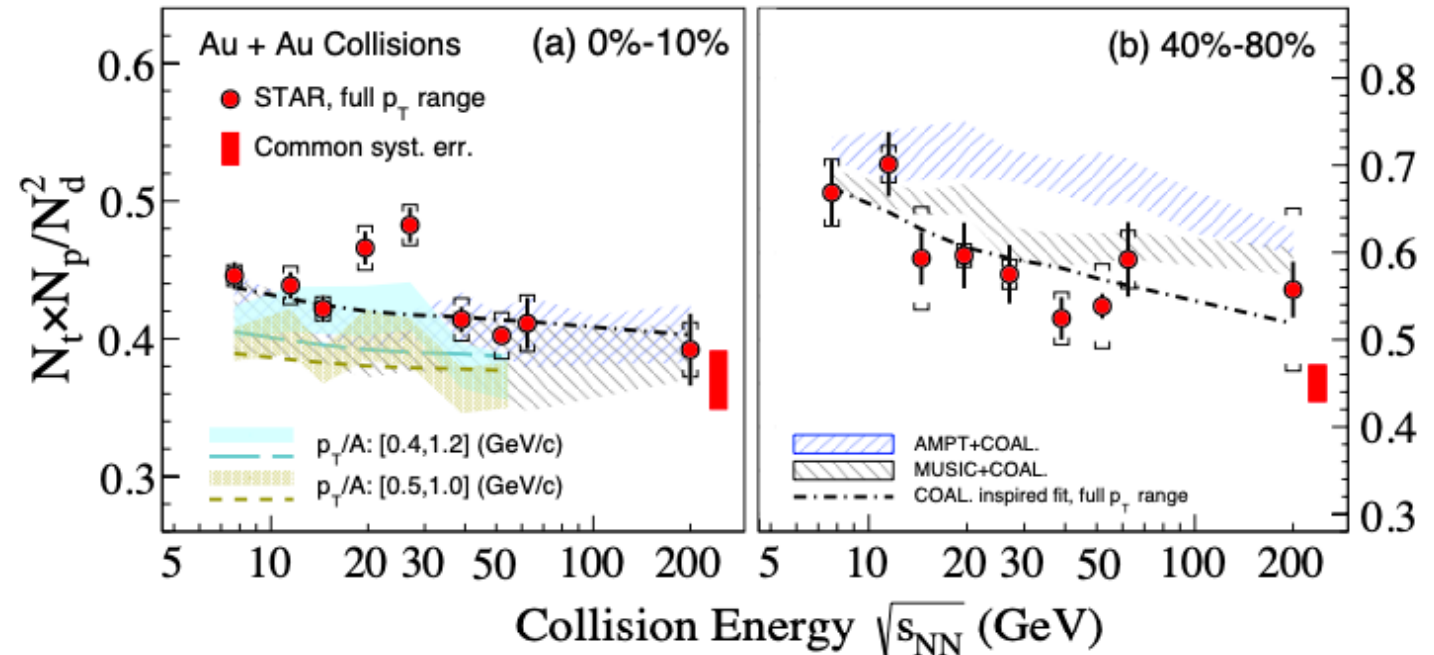 Au + Au Collisions
(a) 0%-10%
STAR, full p_T range
Common syst. err.
0.6
0.5
0.4
0.3
N_t×N_p/N_d^2
p_T/A: [0.4,1.2] (GeV/c)
p_T/A: [0.5,1.0] (GeV/c)
5 10 20 30 50 100 200
(b) 40%-80%
0.8
0.7
0.6
0.5
0.4
0.3
AMPT+COAL.
MUSIC+COAL.
COAL. inspired fit, full p_T range
5 10 20 30 50 100 200
Collision Energy √s_NN (GeV)